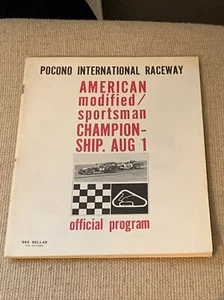 POCONO INTERNATIONAL RACEWAY
AMERICAN
modified/
sportsman
CHAMPION-
SHIP. AUG 1
official program
ONE DOLLAR